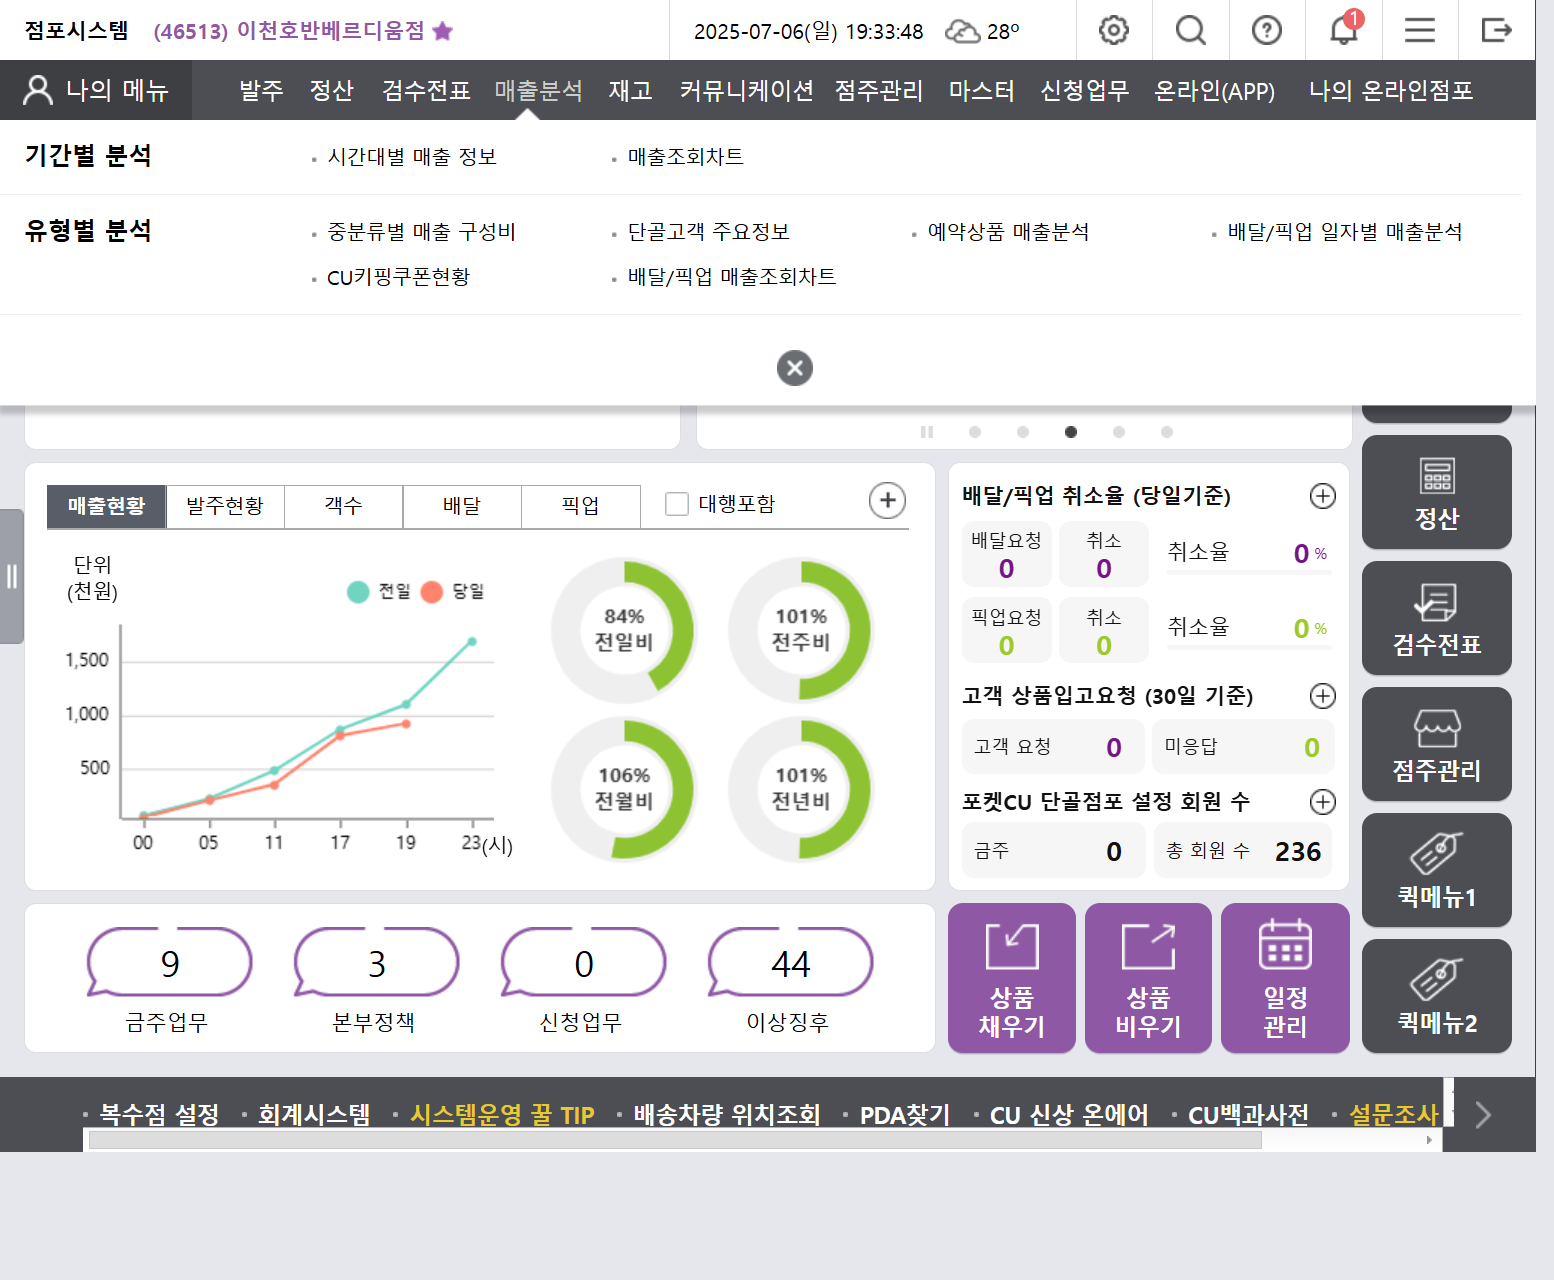 점포시스템 (46513) 이천호반베르디움점 2025-07-06(일) 19:33:48 28º 1
나의 메뉴 발주 정산 검수전표 매출분석 재고 커뮤니케이션 점주관리 마스터 신청업무 온라인(APP) 나의 온라인점포
기간별 분석 시간대별 매출 정보 매출조회차트
유형별 분석 중분류별 매출 구성비 단골고객 주요정보 예약상품 매출분석 배달/픽업 일자별 매출분석
CU키핑쿠폰현황 배달/픽업 매출조회차트
매출현황 발주현황 객수 배달 픽업 대행포함
단위
(천원)
전일 당일
1,500
1,000
500
00 05 11 17 19 23(시)
84%
전일비
101%
전주비
106%
전월비
101%
전년비
배달/픽업 취소율 (당일기준)
배달요청 취소 취소율 0 %
0 0
픽업요청 취소 취소율 0 %
0 0
고객 상품입고요청 (30일 기준)
고객 요청 0 미응답 0
포켓CU 단골점포 설정 회원 수
금주 0 총 회원 수 236
정산
검수전표
점주관리
퀵메뉴1
퀵메뉴2
9 3 0 44
금주업무 본부정책 신청업무 이상징후
상품
채우기
상품
비우기
일정
관리
복수점 설정 회계시스템 시스템운영 꿀 TIP 배송차량 위치조회 PDA찾기 CU 신상 온에어 CU백과사전 설문조사